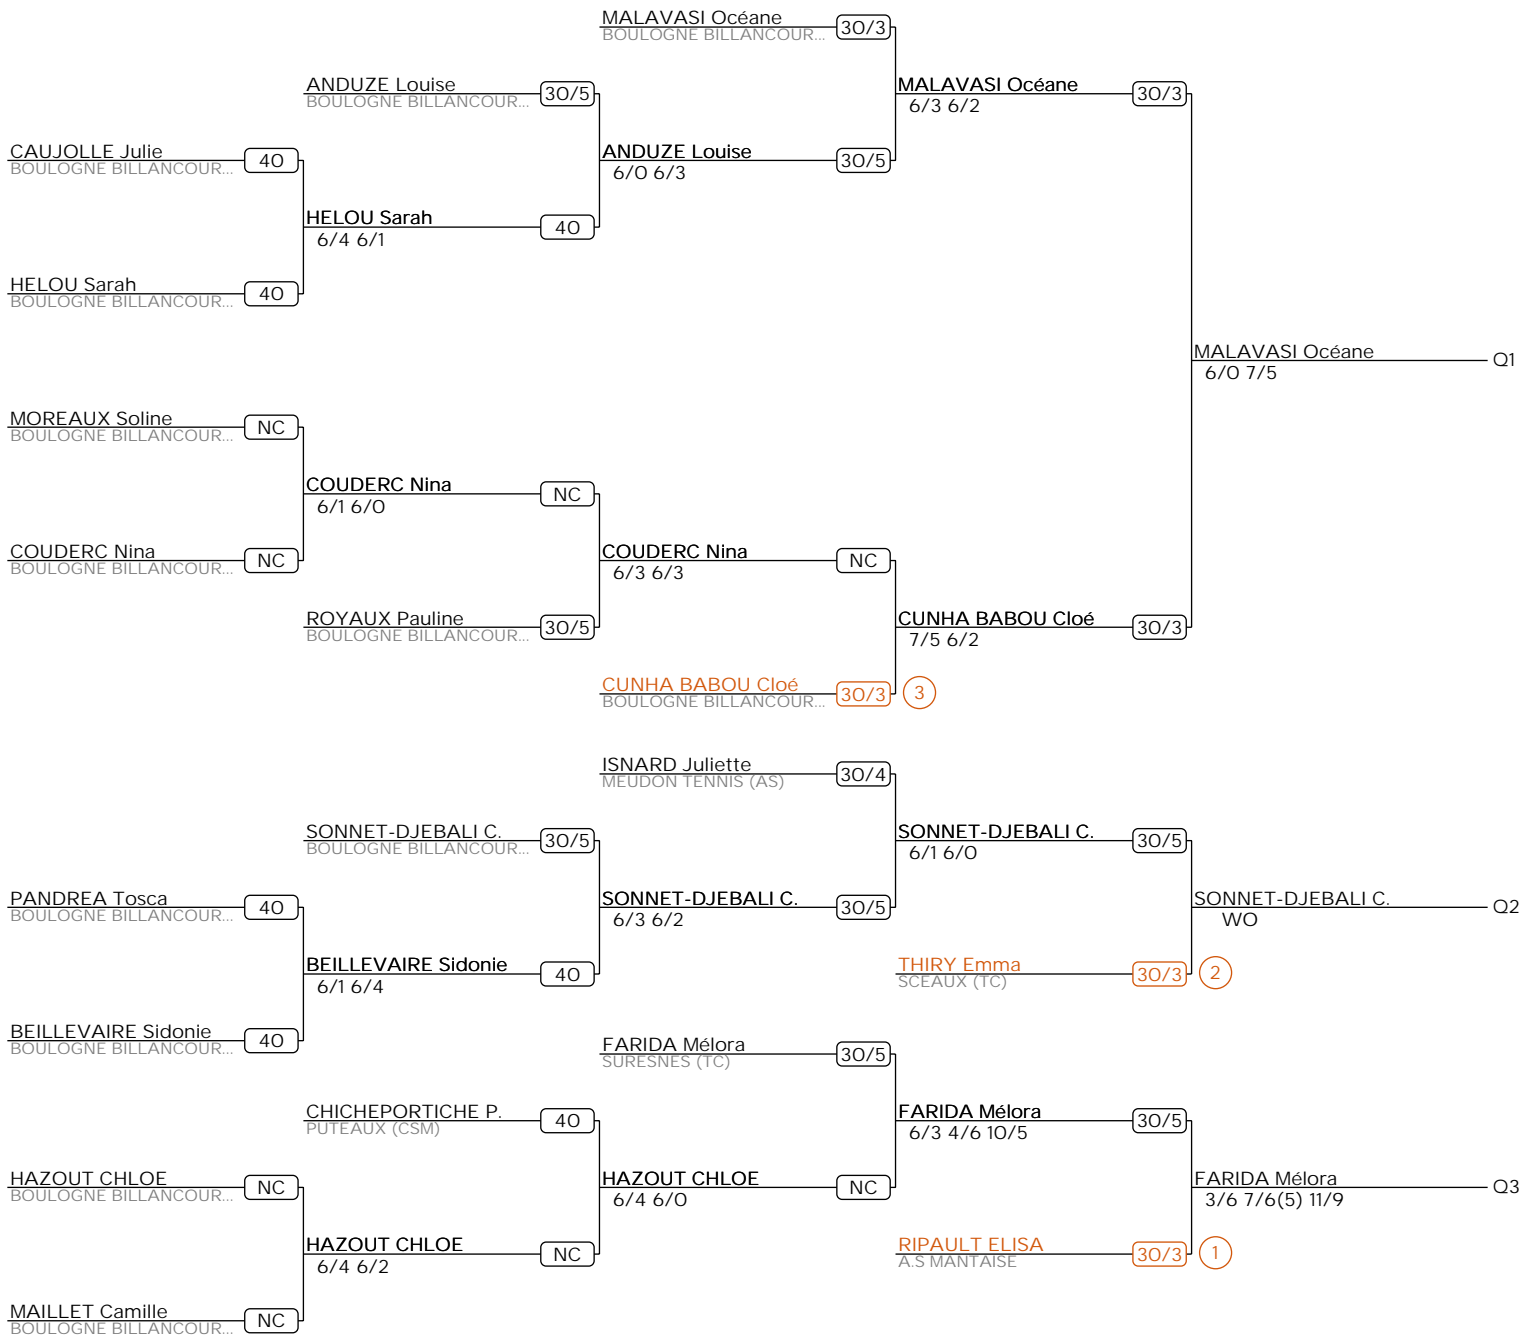 MALAVASI Océane
BOULOGNE BILLANCOUR...
30/3
ANDUZE Louise
BOULOGNE BILLANCOUR...
30/5
MALAVASI Océane
6/3 6/2
30/3
CAUJOLLE Julie
BOULOGNE BILLANCOUR...
40
ANDUZE Louise
6/0 6/3
30/5
HELOU Sarah
6/4 6/1
40
HELOU Sarah
BOULOGNE BILLANCOUR...
40
MALAVASI Océane
6/0 7/5
Q1
MOREAUX Soline
BOULOGNE BILLANCOUR...
NC
COUDERC Nina
6/1 6/0
NC
COUDERC Nina
BOULOGNE BILLANCOUR...
NC
COUDERC Nina
6/3 6/3
NC
ROYAUX Pauline
BOULOGNE BILLANCOUR...
30/5
CUNHA BABOU Cloé
7/5 6/2
30/3
CUNHA BABOU Cloé
BOULOGNE BILLANCOUR...
30/3
3
ISNARD Juliette
MEUDON TENNIS (AS)
30/4
SONNET-DJEBALI C.
BOULOGNE BILLANCOUR...
30/5
SONNET-DJEBALI C.
6/1 6/0
30/5
PANDREA Tosca
BOULOGNE BILLANCOUR...
40
SONNET-DJEBALI C.
6/3 6/2
30/5
SONNET-DJEBALI C.
WO
Q2
BEILLEVAIRE Sidonie
6/1 6/4
40
THIRY Emma
SCEAUX (TC)
30/3
2
BEILLEVAIRE Sidonie
BOULOGNE BILLANCOUR...
40
FARIDA Mélora
SURESNES (TC)
30/5
CHICHEPORTICHE P.
PUTEAUX (CSM)
40
FARIDA Mélora
6/3 4/6 10/5
30/5
HAZOUT CHLOE
BOULOGNE BILLANCOUR...
NC
HAZOUT CHLOE
6/4 6/0
NC
FARIDA Mélora
3/6 7/6(5) 11/9
Q3
HAZOUT CHLOE
6/4 6/2
NC
RIPAULT ELISA
A.S MANTAISE
30/3
1
MAILLET Camille
BOULOGNE BILLANCOUR...
NC